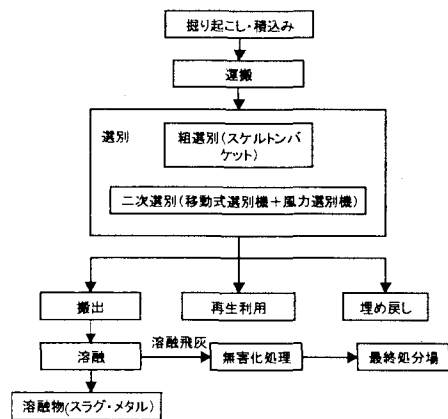 掘り起こし・積込み
運搬
選別
粗選別(スケルトンバ
ケット)
二次選別(移動式選別機＋風力選別機)
搬出
再生利用
埋め戻し
溶融
溶融飛灰
無害化処理
最終処分場
溶融物(スラグ・メタル)